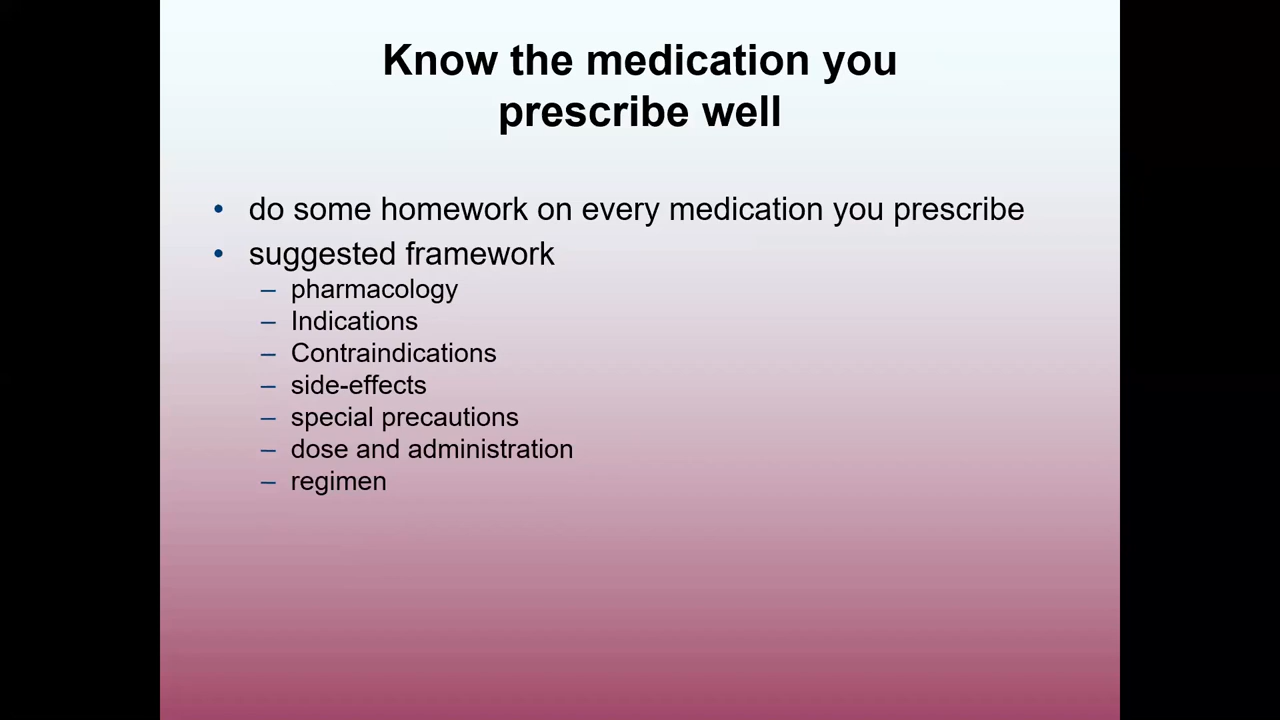 Know the medication you
prescribe well
• do some homework on every medication you prescribe
• suggested framework
– pharmacology
– Indications
– Contraindications
– side-effects
– special precautions
– dose and administration
– regimen